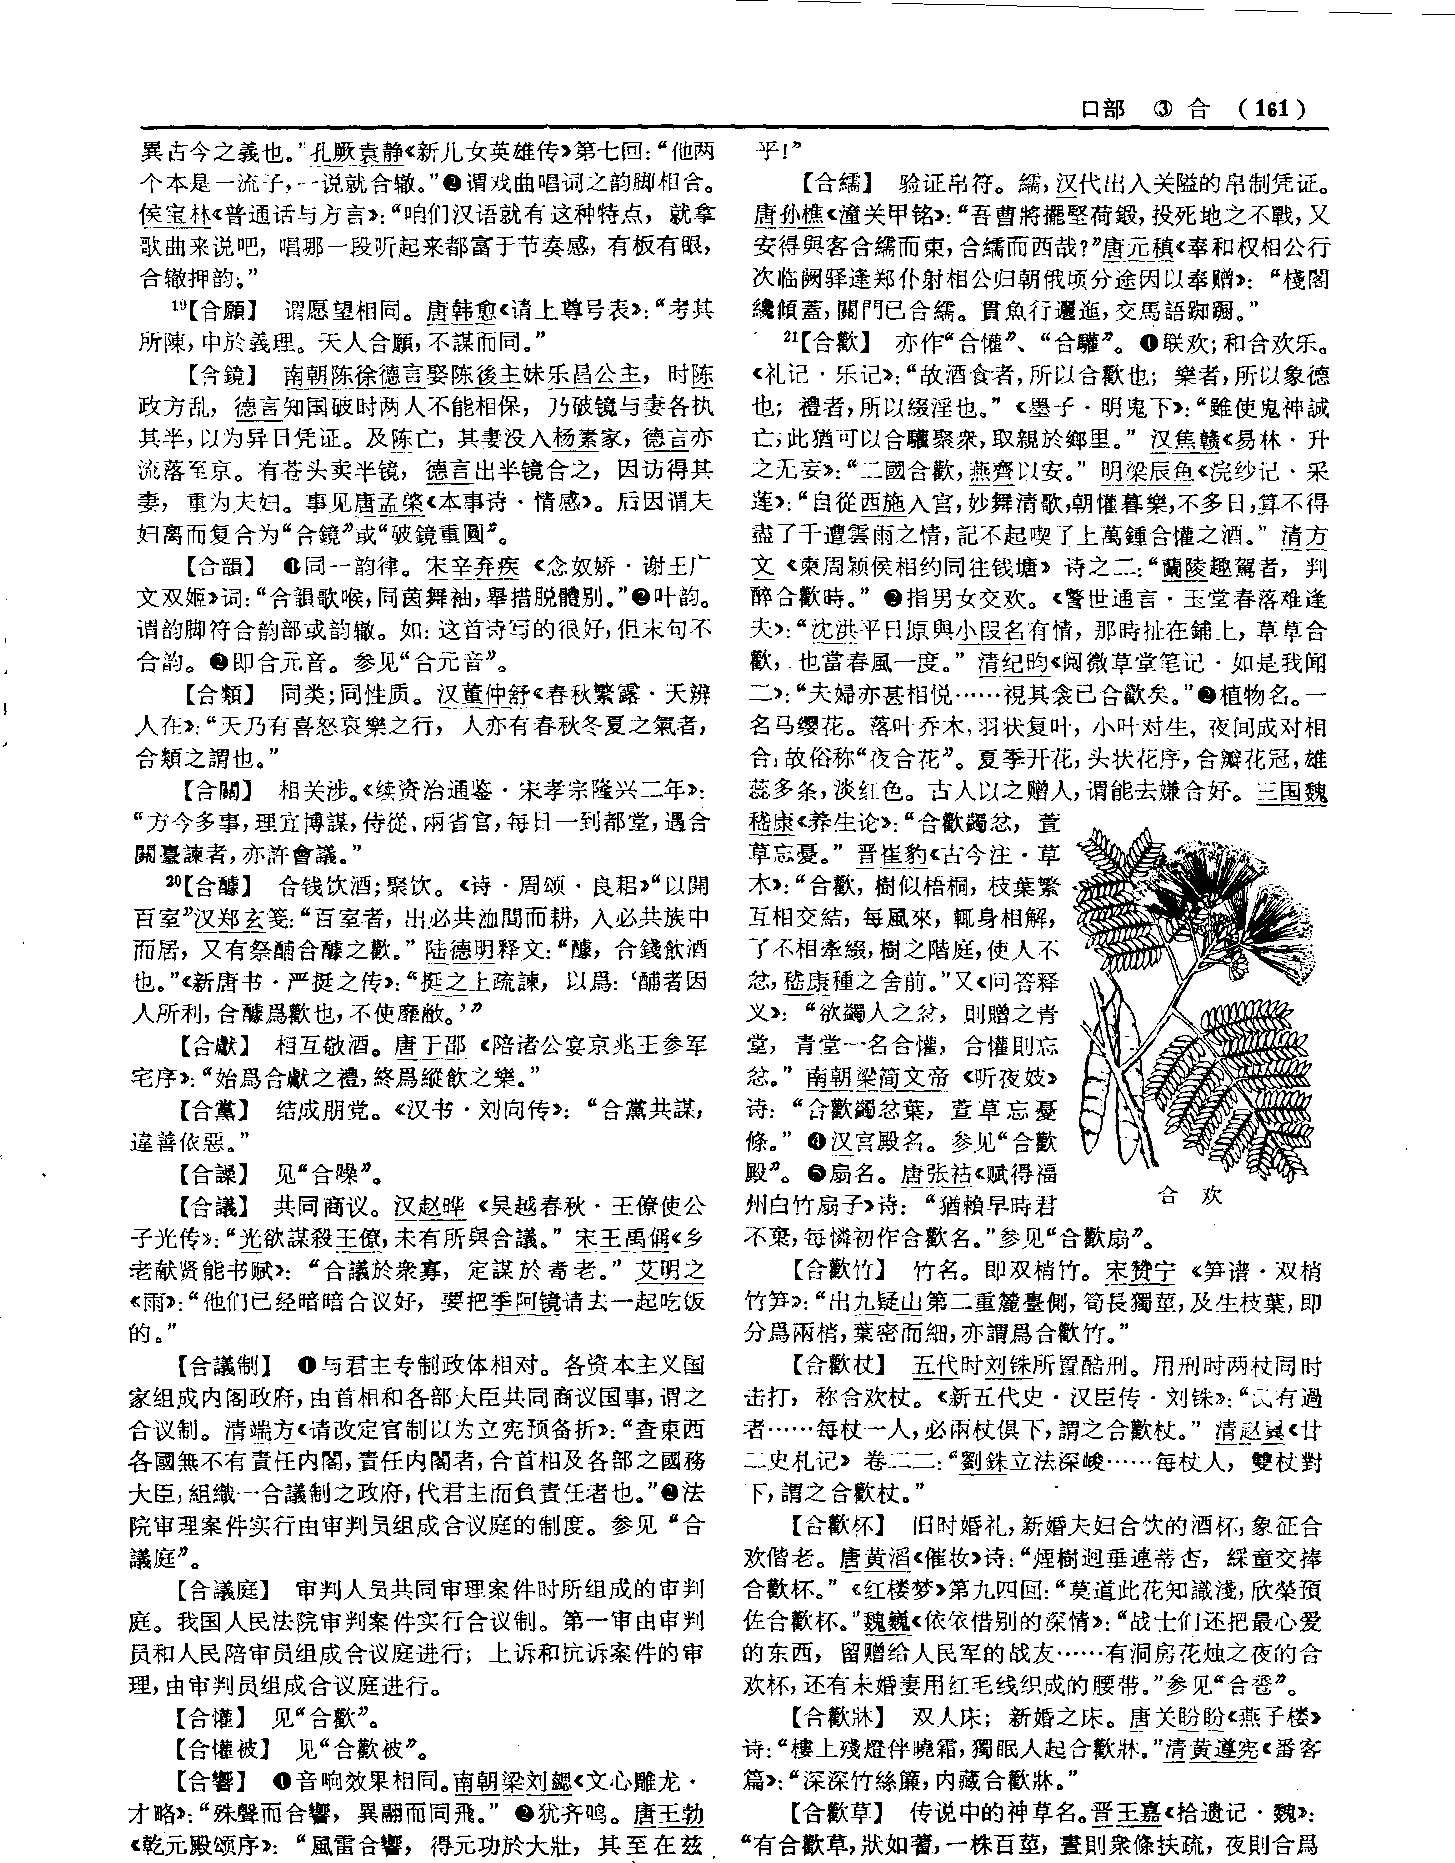 口部 ③ 合 （161）
異古今之義也。”孔厥袁静《新儿女英雄传》第七回：“他两
个本是一流子，一说就合辙。”❷谓戏曲唱词之韵脚相合。
侯宝林《普通话与方言》：“咱们汉语就有这种特点，就拿
歌曲来说吧，唱那一段听起来都富于节奏感，有板有眼，
合辙押韵。”
19【合願】 谓愿望相同。唐韩愈《请上尊号表》：“考其
所陳，中於義理。天人合願，不謀而同。”
【合鏡】 南朝陈徐德言娶陈後主妹乐昌公主，时陈
政方乱，德言知国破时两人不能相保，乃破镜与妻各执
其半，以为异日凭证。及陈亡，其妻没入杨素家，德言亦
流落至京。有苍头卖半镜，德言出半镜合之，因访得其
妻，重为夫妇。事见唐孟棨《本事诗·情感》。后因谓夫
妇离而复合为“合鏡”或“破鏡重圓”。
【合韻】 ❶同一韵律。宋辛弃疾《念奴娇·谢王广
文双姬》词：“合韻歌喉，同茵舞袖，舉措脱體别。”❷叶韵。
谓韵脚符合韵部或韵辙。如：这首诗写的很好，但末句不
合韵。❷即合元音。参见“合元音”。
【合類】 同类；同性质。汉董仲舒《春秋繁露·天辨
人在》：“天乃有喜怒哀樂之行，人亦有春秋冬夏之氣者，
合類之謂也。”
【合關】 相关涉。《续资治通鉴·宋孝宗隆兴二年》：
“方今多事，理宜博謀，侍從、兩省官，每日一到都堂，遇合
關臺諫者，亦許會議。”
20【合醵】 合钱饮酒；聚饮。《诗·周颂·良耜》“以開
百室”汉郑玄笺：“百室者，出必共洫間而耕，入必共族中
而居，又有祭酺合醵之歡。”陆德明释文：“醵，合錢飲酒
也。”《新唐书·严挺之传》：“挺之上疏諫，以爲：‘酺者因
人所利，合醵爲歡也，不使靡敝。’”
【合獻】 相互敬酒。唐于邵《陪诸公宴京兆王参军
宅序》：“始爲合獻之禮，終爲縱飲之樂。”
【合黨】 结成朋党。《汉书·刘向传》：“合黨共謀，
違善依惡。”
【合譟】 见“合噪”。
【合議】 共同商议。汉赵晔《吴越春秋·王僚使公
子光传》：“光欲謀殺王僚，未有所與合議。”宋王禹偁《乡
老献贤能书赋》：“合議於衆寡，定謀於耆老。”艾明之
《雨》：“他们已经暗暗合议好，要把季阿镜请去一起吃饭
的。”
【合議制】 ❶与君主专制政体相对。各资本主义国
家组成内阁政府，由首相和各部大臣共同商议国事，谓之
合议制。清端方《请改定官制以为立宪预备折》：“查東西
各國無不有責任内閣，責任内閣者，合首相及各部之國務
大臣，組織一合議制之政府，代君主而負責任者也。”❷法
院审理案件实行由审判员组成合议庭的制度。参见“合
議庭”。
【合議庭】 审判人员共同审理案件时所组成的审判
庭。我国人民法院审判案件实行合议制。第一审由审判
员和人民陪审员组成合议庭进行；上诉和抗诉案件的审
理，由审判员组成合议庭进行。
【合懽】 见“合歡”。
【合懽被】 见“合歡被”。
【合響】 ❶音响效果相同。南朝梁刘勰《文心雕龙·
才略》：“殊聲而合響，異翮而同飛。”❷犹齐鸣。唐王勃
《乾元殿颂序》：“風雷合響，得元功於大壯，其至在兹
乎！”
【合繻】 验证帛符。繻，汉代出入关隘的帛制凭证。
唐孙樵《潼关甲铭》：“吾曹將擺堅荷鍛，投死地之不戰，又
安得與客合繻而東，合繻而西哉？”唐元稹《奉和权相公行
次临阙驿逢郑仆射相公归朝俄顷分途因以奉赠》：“棧閣
纔傾蓋，關門已合繻。貫魚行邐迤，交馬語踟蹰。”
21【合歡】 亦作“合懽”、“合驩”。❶联欢；和合欢乐。
《礼记·乐记》：“故酒食者，所以合歡也；樂者，所以象德
也；禮者，所以綴淫也。”《墨子·明鬼下》：“雖使鬼神誠
亡，此猶可以合驩聚衆，取親於鄉里。”汉焦赣《易林·升
之无妄》：“二國合歡，燕齊以安。”明梁辰鱼《浣纱记·采
莲》：“自從西施入宫，妙舞清歌，朝懽暮樂，不多日，算不得
盡了千遭雲雨之情，記不起喫了上萬鍾合懽之酒。”清方
文《柬周颖侯相约同往钱塘》诗之二：“蘭陵趣駕者，判
醉合歡時。”❷指男女交欢。《警世通言·玉堂春落难逢
夫》：“沈洪平日原與小段名有情，那時扯在鋪上，草草合
歡，也當春風一度。”清纪昀《阅微草堂笔记·如是我闻
二》：“夫婦亦甚相悦……視其衾已合歡矣。”❷植物名。一
名马缨花。落叶乔木，羽状复叶，小叶对生，夜间成对相
合，故俗称“夜合花”。夏季开花，头状花序，合瓣花冠，雄
蕊多条，淡红色。古人以之赠人，谓能去嫌合好。三国魏
嵇康《养生论》：“合歡蠲忿，萱
草忘憂。”晋崔豹《古今注·草
木》：“合歡，樹似梧桐，枝葉繁
互相交結，每風來，輒身相解，
了不相牽綴，樹之階庭，使人不
忿，嵇康種之舍前。”又《问答释
义》：“欲蠲人之忿，則贈之青
堂，青堂一名合懽，合懽則忘
忿。”南朝梁简文帝《听夜妓》
诗：“合歡蠲忿葉，萱草忘憂
條。”❹汉宫殿名。参见“合歡
殿”。❺扇名。唐张祜《赋得福
州白竹扇子》诗：“猶賴早時君
不棄，每憐初作合歡名。”参见“合歡扇”。
合 欢
【合歡竹】 竹名。即双梢竹。宋赞宁《笋谱·双梢
竹笋》：“出九疑山第二重麓臺側，筍長獨莖，及生枝葉，即
分爲兩梢，葉密而細，亦謂爲合歡竹。”
【合歡杖】 五代时刘铢所置酷刑。用刑时两杖同时
击打，称合欢杖。《新五代史·汉臣传·刘铢》：“民有過
者……每杖一人，必兩杖俱下，謂之合歡杖。”清赵翼《廿
二史札记》卷二二：“劉銖立法深峻……每杖人，雙杖對
下，謂之合歡杖。”
【合歡杯】 旧时婚礼，新婚夫妇合饮的酒杯，象征合
欢偕老。唐黄滔《催妆》诗：“煙樹迥垂連蒂杏，綵童交捧
合歡杯。”《红楼梦》第九四回：“莫道此花知識淺，欣榮預
佐合歡杯。”魏巍《依依惜别的深情》：“战士们还把最心爱
的东西，留赠给人民军的战友……有洞房花烛之夜的合
欢杯，还有未婚妻用红毛线织成的腰带。”参见“合卺”。
【合歡牀】 双人床；新婚之床。唐关盼盼《燕子楼》
诗：“樓上殘燈伴曉霜，獨眠人起合歡牀。”清黄遵宪《番客
篇》：“深深竹絲簾，内藏合歡牀。”
【合歡草】 传说中的神草名。晋王嘉《拾遗记·魏》：
“有合歡草，狀如蓍，一株百莖，晝則衆條扶疏，夜則合爲